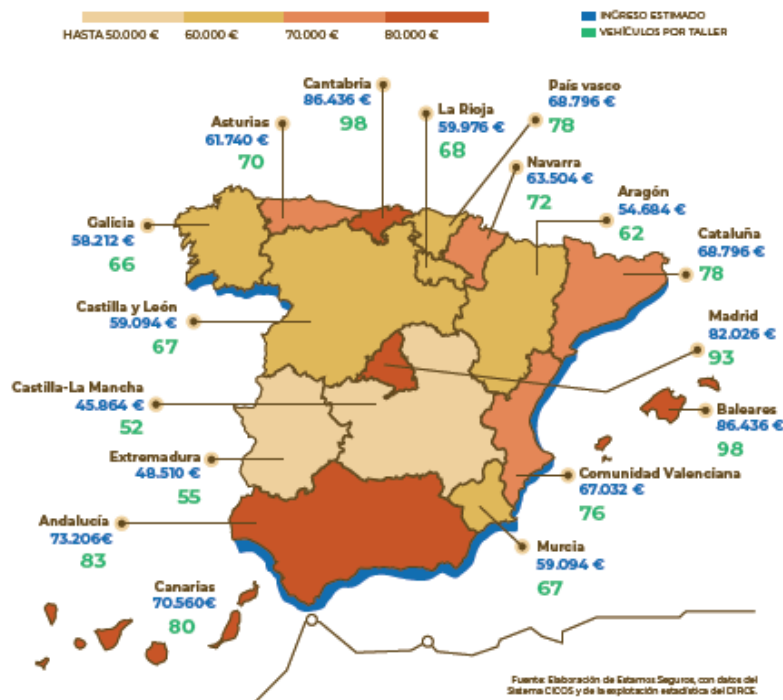 HASTA 50.000 € 60.000 € 70.000 € 80.000 €
INGRESO ESTIMADO
VEHÍCULOS POR TALLER
Cantabria
86.436 €
98
País vasco
68.796 €
78
La Rioja
59.976 €
68
Asturias
61.740 €
70
Navarra
63.504 €
72
Aragón
54.684 €
62
Galicia
58.212 €
66
Cataluña
68.796 €
78
Castilla y León
59.094 €
67
Madrid
82.026 €
93
Castilla-La Mancha
45.864 €
52
Baleares
86.436 €
98
Extremadura
48.510 €
55
Comunidad Valenciana
67.032 €
76
Andalucía
73.206€
83
Murcia
59.094 €
67
Canarias
70.560€
80
Fuente: Elaboración de Estamos Seguros, con datos del
Sistema CICOS y de la explotación estadística del DIRCE.